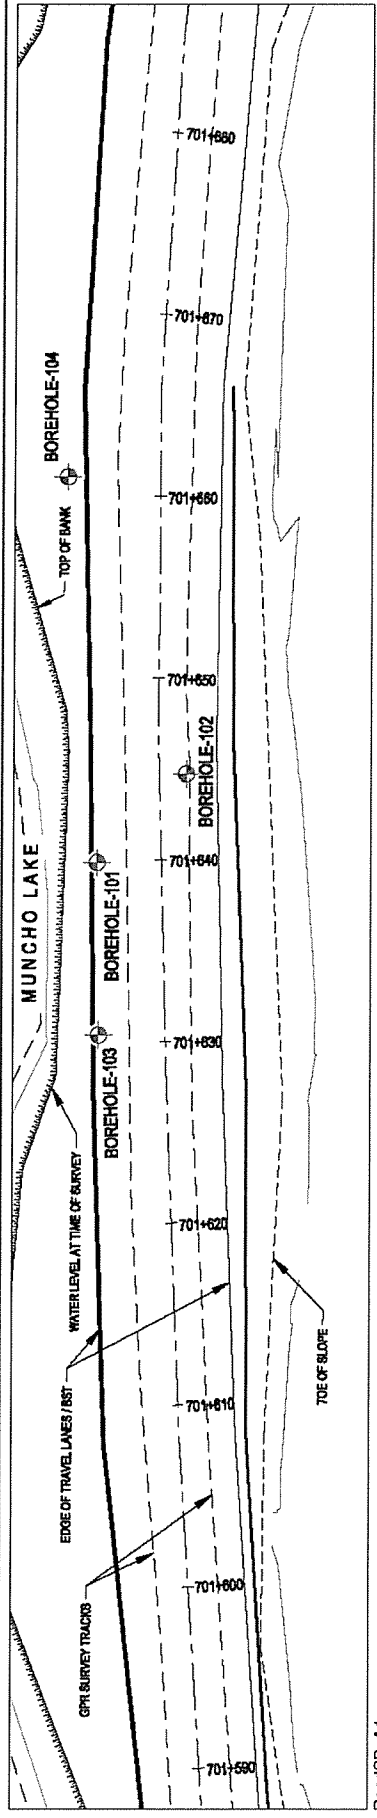 MUNCHO LAKE
TOP OF BANK
BOREHOLE-104
WATER LEVEL AT TIME OF SURVEY
EDGE OF TRAVEL LANES / BST
GPR SURVEY TRACKS
BOREHOLE-103
BOREHOLE-101
BOREHOLE-102
701+590
701+600
701+610
701+620
701+630
701+640
701+650
701+660
701+670
701+680
TOE OF SLOPE